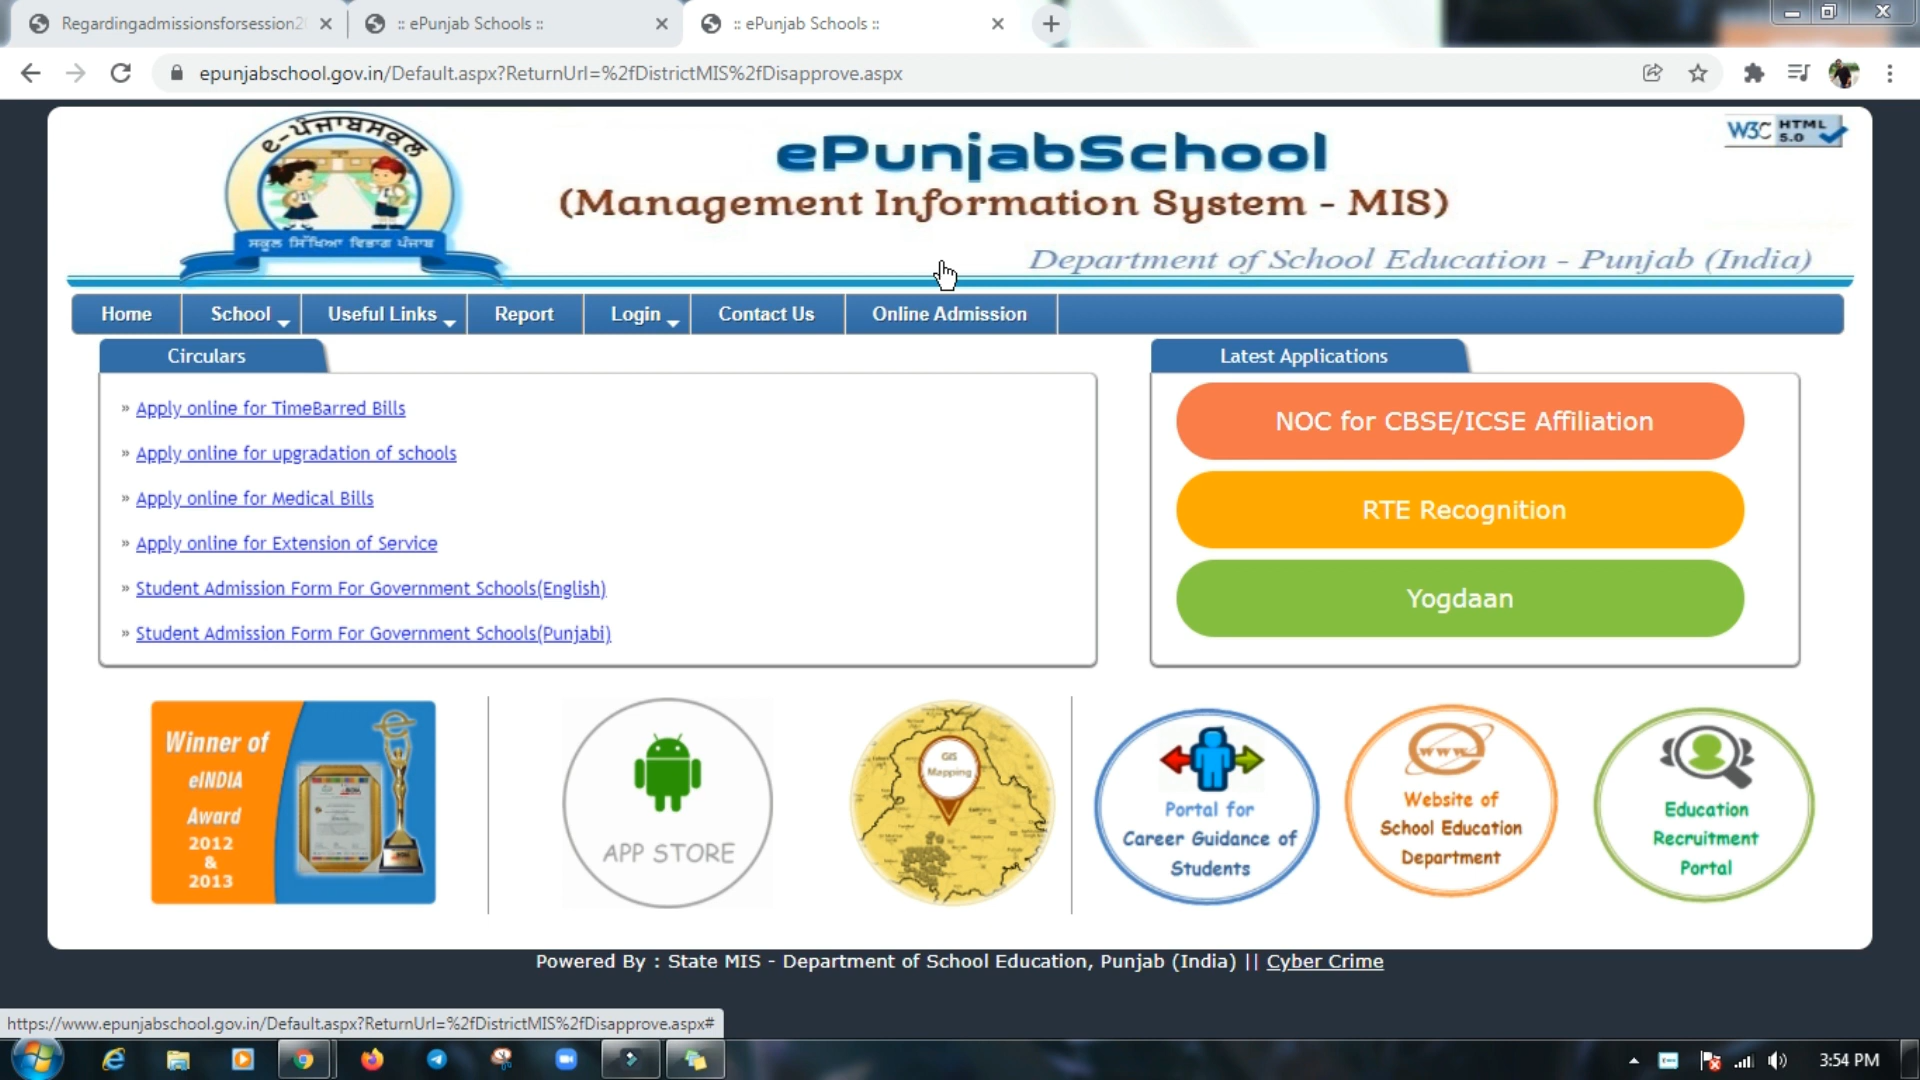 Regardingadmissionsforsession2
:: ePunjab Schools ::
:: ePunjab Schools ::
epunjabschool.gov.in/Default.aspx?ReturnUrl=%2fDistrictMIS%2fDisapprove.aspx
ੲ-ਪੰਜਾਬਸਕੂਲ
ਸਕੂਲ ਸਿੱਖਿਆ ਵਿਭਾਗ ਪੰਜਾਬ
ePunjabSchool
(Management Information System - MIS)
Department of School Education - Punjab (India)
W3C HTML 5.0
Home School Useful Links Report Login Contact Us Online Admission
Circulars
» Apply online for TimeBarred Bills
» Apply online for upgradation of schools
» Apply online for Medical Bills
» Apply online for Extension of Service
» Student Admission Form For Government Schools(English)
» Student Admission Form For Government Schools(Punjabi)
Latest Applications
NOC for CBSE/ICSE Affiliation
RTE Recognition
Yogdaan
Winner of
eINDIA
Award
2012
&
2013
APP STORE
GIS
Mapping
Portal for
Career Guidance of
Students
www
Website of
School Education
Department
Education
Recruitment
Portal
Powered By : State MIS - Department of School Education, Punjab (India) || Cyber Crime
https://www.epunjabschool.gov.in/Default.aspx?ReturnUrl=%2fDistrictMIS%2fDisapprove.aspx#
3:54 PM